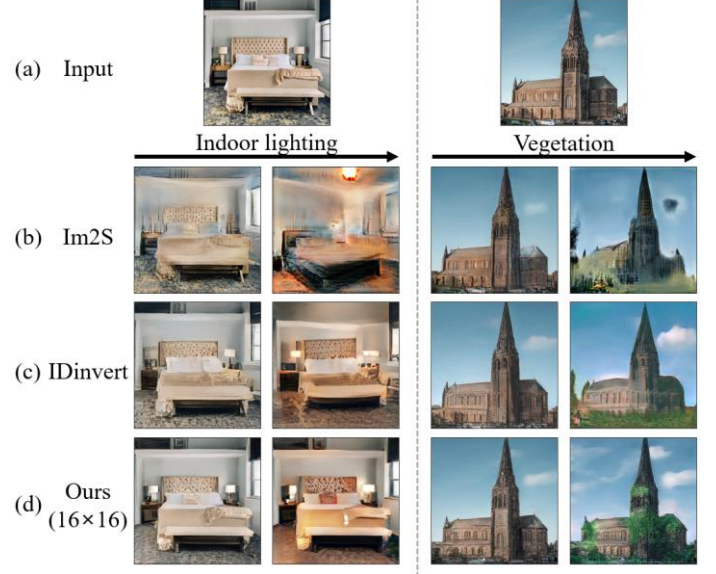 (a) Input
Indoor lighting Vegetation
(b) Im2S
(c) IDinvert
(d) Ours
(16×16)